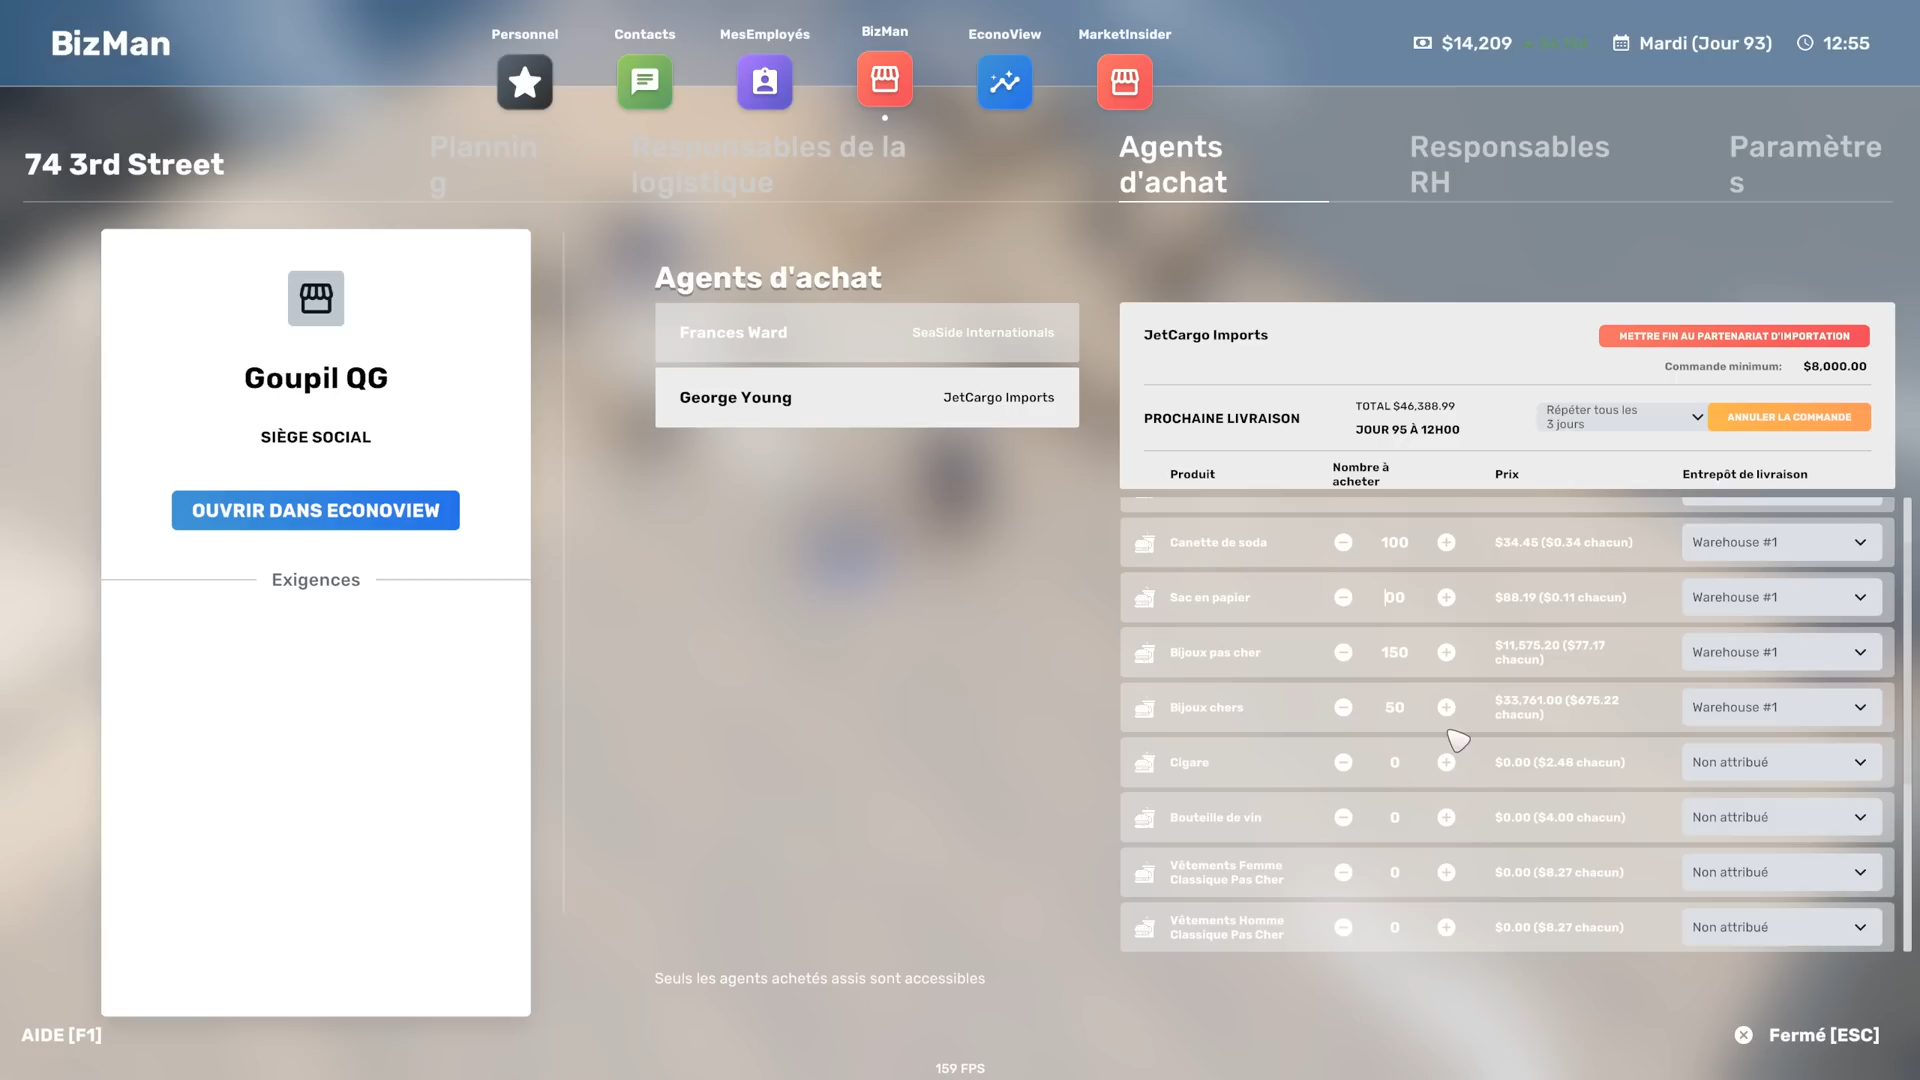 BizMan
Personnel
Contacts
MesEmployés
BizMan
EconoView
MarketInsider
$14,209
Mardi (Jour 93)
12:55
74 3rd Street
Plannin
g
Responsables de la
logistique
Agents
d'achat
Responsables
RH
Paramètre
s
Goupil QG
SIÈGE SOCIAL
OUVRIR DANS ECONOVIEW
Exigences
Agents d'achat
Frances Ward SeaSide Internationals
George Young JetCargo Imports
Seuls les agents achetés assis sont accessibles
JetCargo Imports
METTRE FIN AU PARTENARIAT D'IMPORTATION
Commande minimum: $8,000.00
PROCHAINE LIVRAISON
TOTAL $46,388.99
JOUR 95 À 12H00
Répéter tous les
3 jours
ANNULER LA COMMANDE
Produit
Nombre à
acheter
Prix
Entrepôt de livraison
Canette de soda 100 $34.45 ($0.34 chacun) Warehouse #1
Sac en papier 00 $88.19 ($0.11 chacun) Warehouse #1
Bijoux pas cher 150 $11,575.20 ($77.17
chacun) Warehouse #1
Bijoux chers 50 $33,761.00 ($675.22
chacun) Warehouse #1
Cigare 0 $0.00 ($2.48 chacun) Non attribué
Bouteille de vin 0 $0.00 ($4.00 chacun) Non attribué
Vêtements Femme
Classique Pas Cher 0 $0.00 ($8.27 chacun) Non attribué
Vêtements Homme
Classique Pas Cher 0 $0.00 ($8.27 chacun) Non attribué
AIDE [F1]
Fermé [ESC]
159 FPS